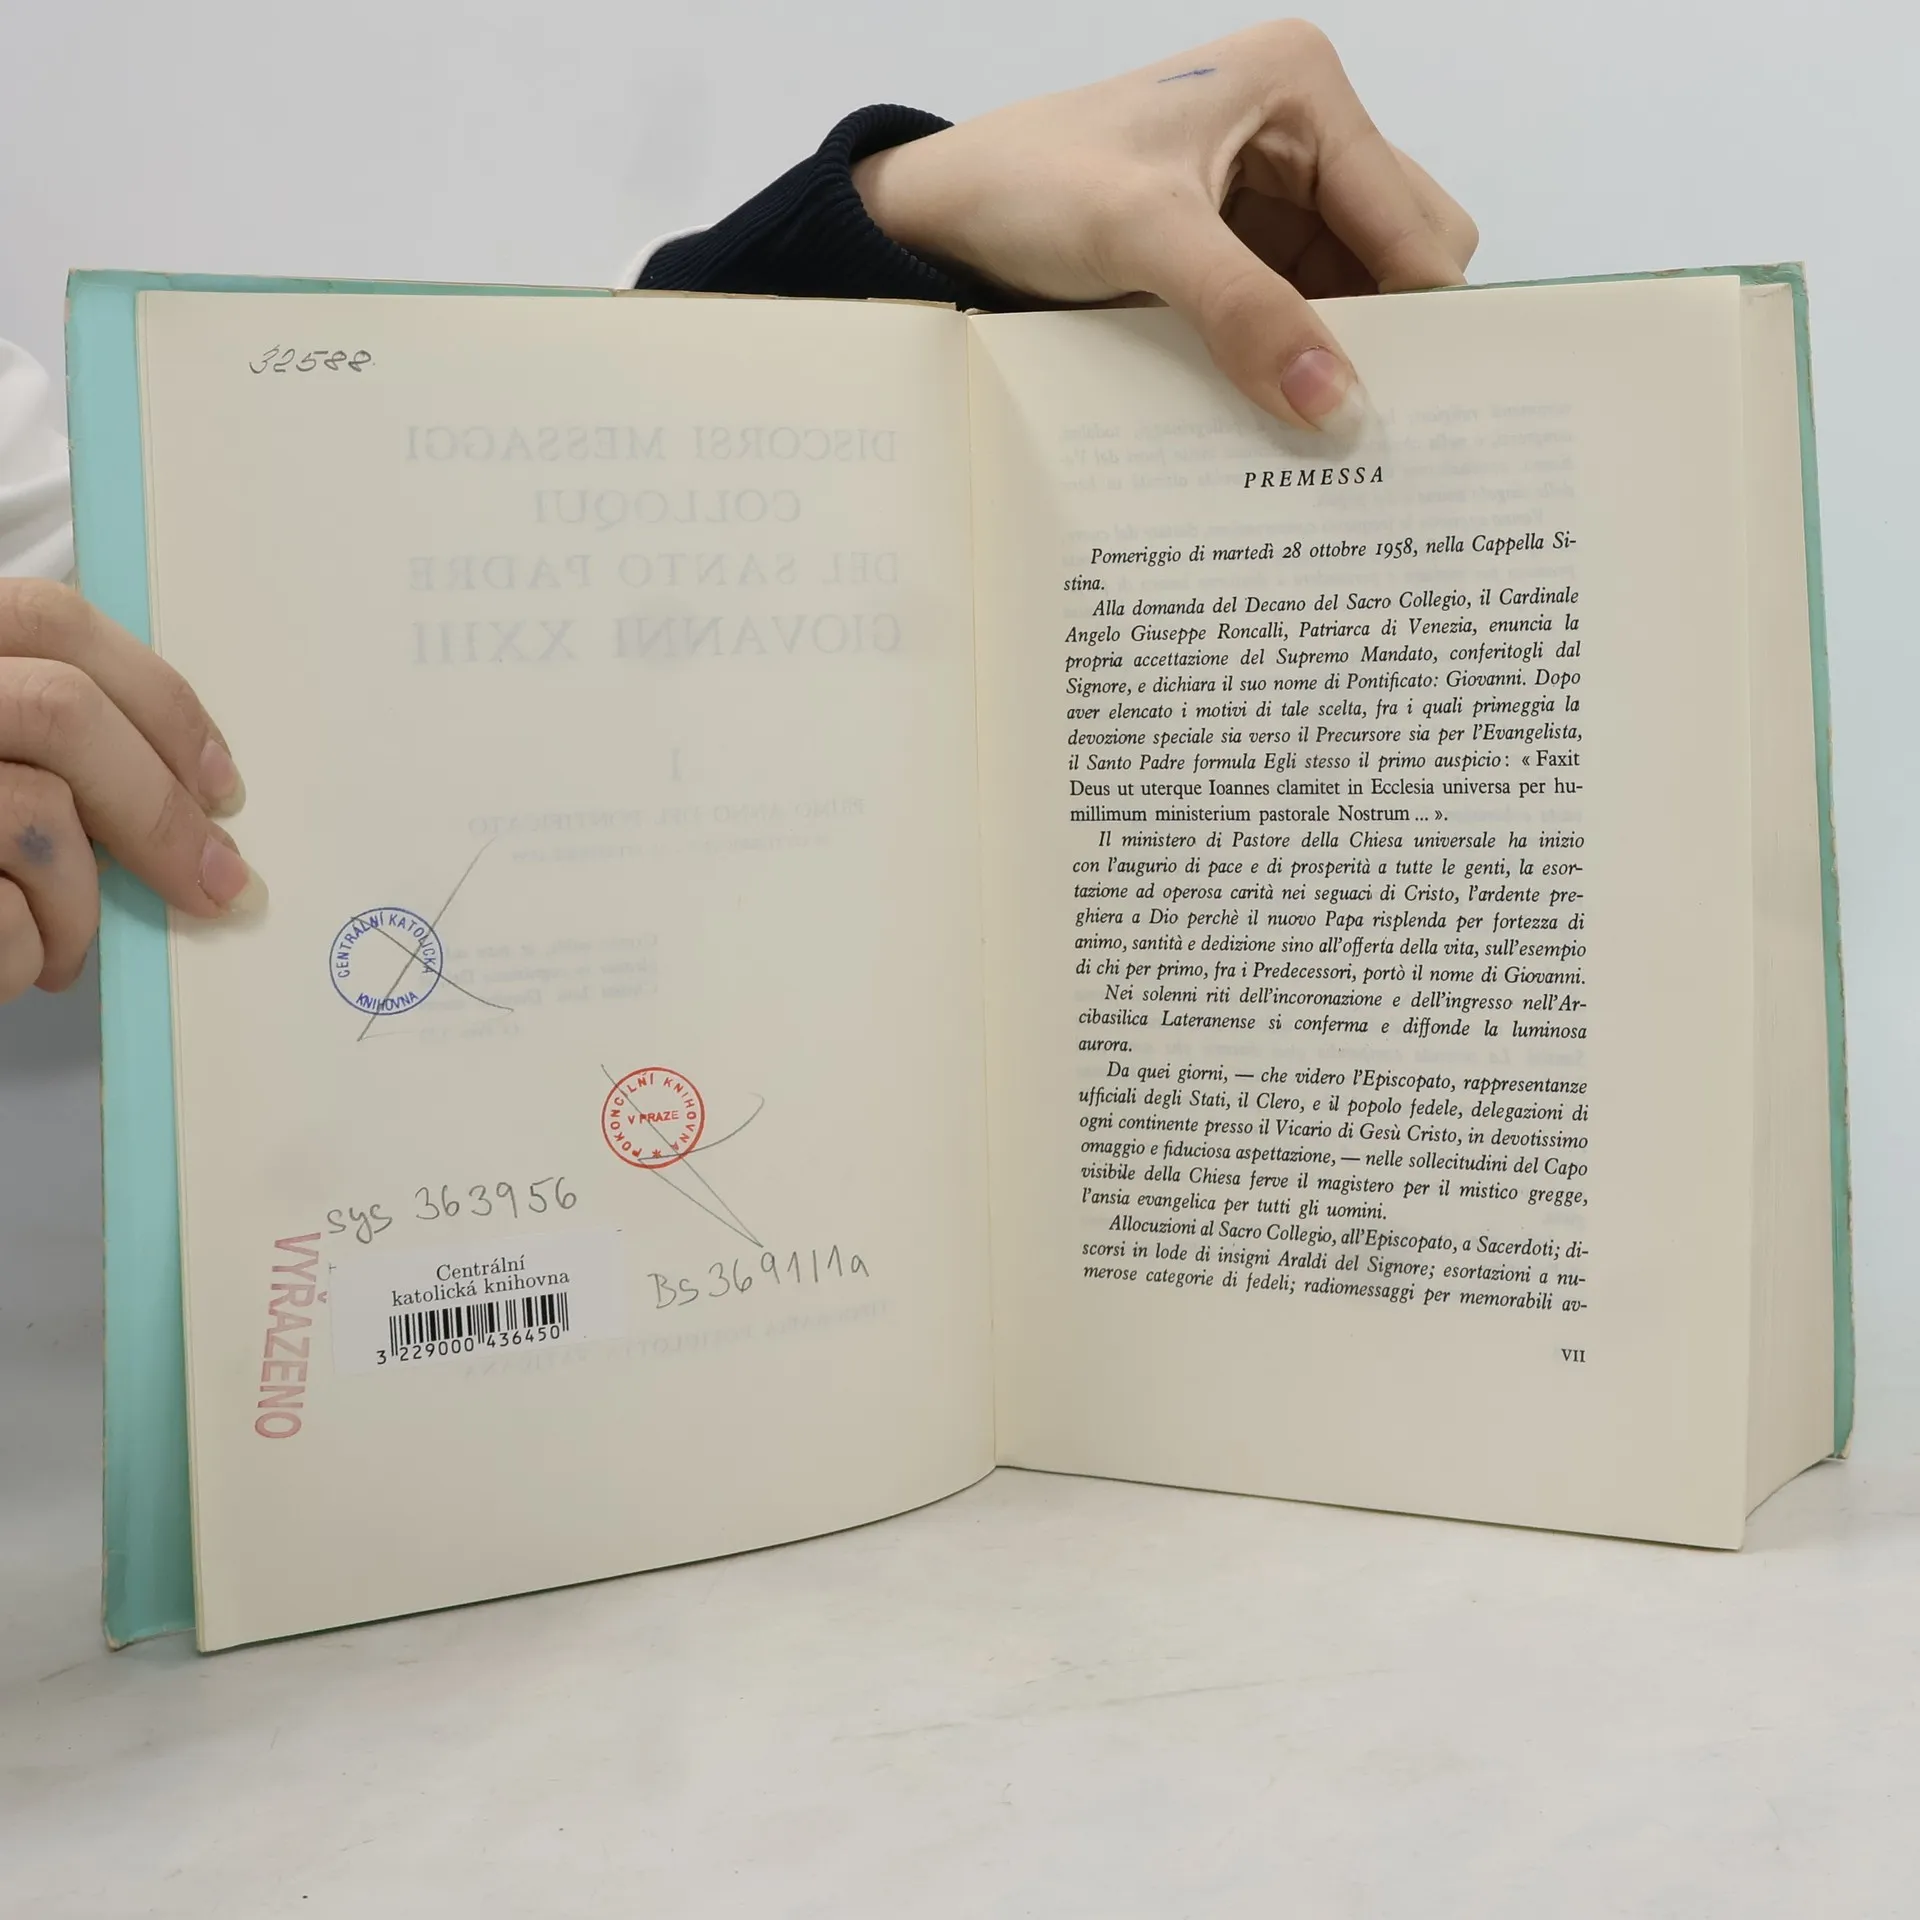 32588
DISCORSI MESSAGGI
COLLOQUI
DEL SANTO PADRE
GIOVANNI XXIII
I
PRIMO ANNO DEL PONTIFICATO
CENTRÁLNÍ KATOLICKÁ
KNIHOVNA
POKONCILNÍ KNIHOVNA
V PRAZE
sys 363956
VYŘAZENO
Centrální
katolická knihovna
3 229000 436450
Bs 3691/1a
PREMESSA
Pomeriggio di martedì 28 ottobre 1958, nella Cappella Si-
stina.
Alla domanda del Decano del Sacro Collegio, il Cardinale
Angelo Giuseppe Roncalli, Patriarca di Venezia, enuncia la
propria accettazione del Supremo Mandato, conferitogli dal
Signore, e dichiara il suo nome di Pontificato: Giovanni. Dopo
aver elencato i motivi di tale scelta, fra i quali primeggia la
devozione speciale sia verso il Precursore sia per l'Evangelista,
il Santo Padre formula Egli stesso il primo auspicio: « Faxit
Deus ut uterque Ioannes clamitet in Ecclesia universa per hu-
millimum ministerium pastorale Nostrum ... ».
Il ministero di Pastore della Chiesa universale ha inizio
con l'augurio di pace e di prosperità a tutte le genti, la esor-
tazione ad operosa carità nei seguaci di Cristo, l'ardente pre-
ghiera a Dio perchè il nuovo Papa risplenda per fortezza di
animo, santità e dedizione sino all'offerta della vita, sull'esempio
di chi per primo, fra i Predecessori, portò il nome di Giovanni.
Nei solenni riti dell'incoronazione e dell'ingresso nell'Ar-
cibasilica Lateranense si conferma e diffonde la luminosa
aurora.
Da quei giorni, — che videro l'Episcopato, rappresentanze
ufficiali degli Stati, il Clero, e il popolo fedele, delegazioni di
ogni continente presso il Vicario di Gesù Cristo, in devotissimo
omaggio e fiduciosa aspettazione, — nelle sollecitudini del Capo
visibile della Chiesa ferve il magistero per il mistico gregge,
l'ansia evangelica per tutti gli uomini.
Allocuzioni al Sacro Collegio, all'Episcopato, a Sacerdoti; di-
scorsi in lode di insigni Araldi del Signore; esortazioni a nu-
merose categorie di fedeli; radiomessaggi per memorabili av-
VII